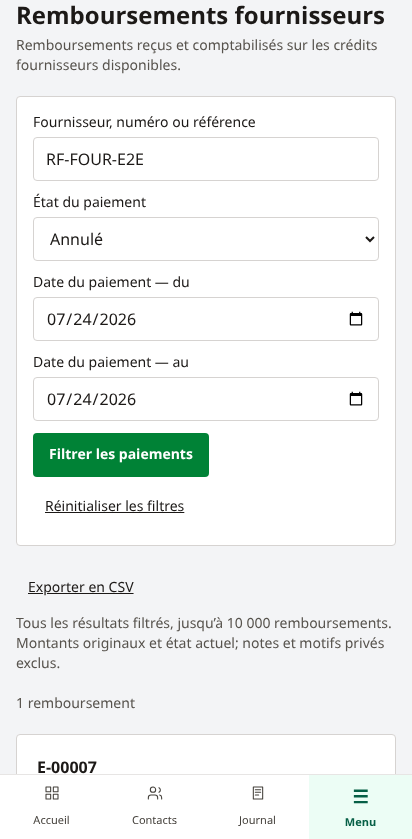 Remboursements fournisseurs
Remboursements reçus et comptabilisés sur les crédits
fournisseurs disponibles.
Fournisseur, numéro ou référence
RF-FOUR-E2E
État du paiement
Annulé
Date du paiement — du
07/24/2026
Date du paiement — au
07/24/2026
Filtrer les paiements
Réinitialiser les filtres
Exporter en CSV
Tous les résultats filtrés, jusqu’à 10 000 remboursements.
Montants originaux et état actuel; notes et motifs privés
exclus.
1 remboursement
E-00007
Accueil
Contacts
Journal
Menu